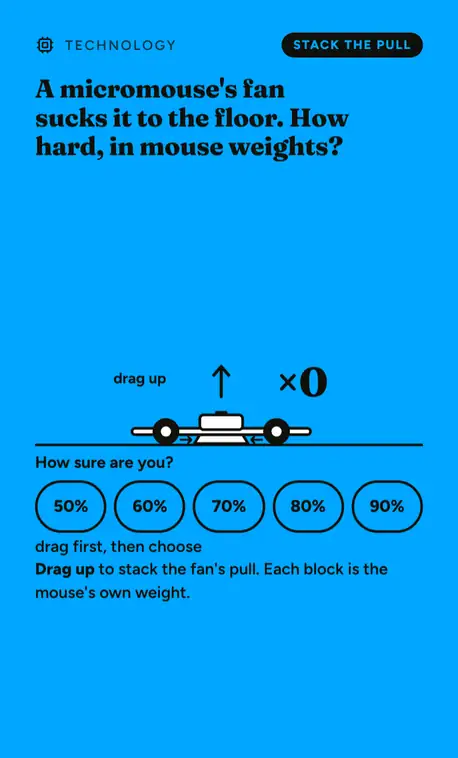 TECHNOLOGY
STACK THE PULL
A micromouse's fan
sucks it to the floor. How
hard, in mouse weights?
drag up
×0
How sure are you?
50% 60% 70% 80% 90%
drag first, then choose
Drag up to stack the fan's pull. Each block is the
mouse's own weight.